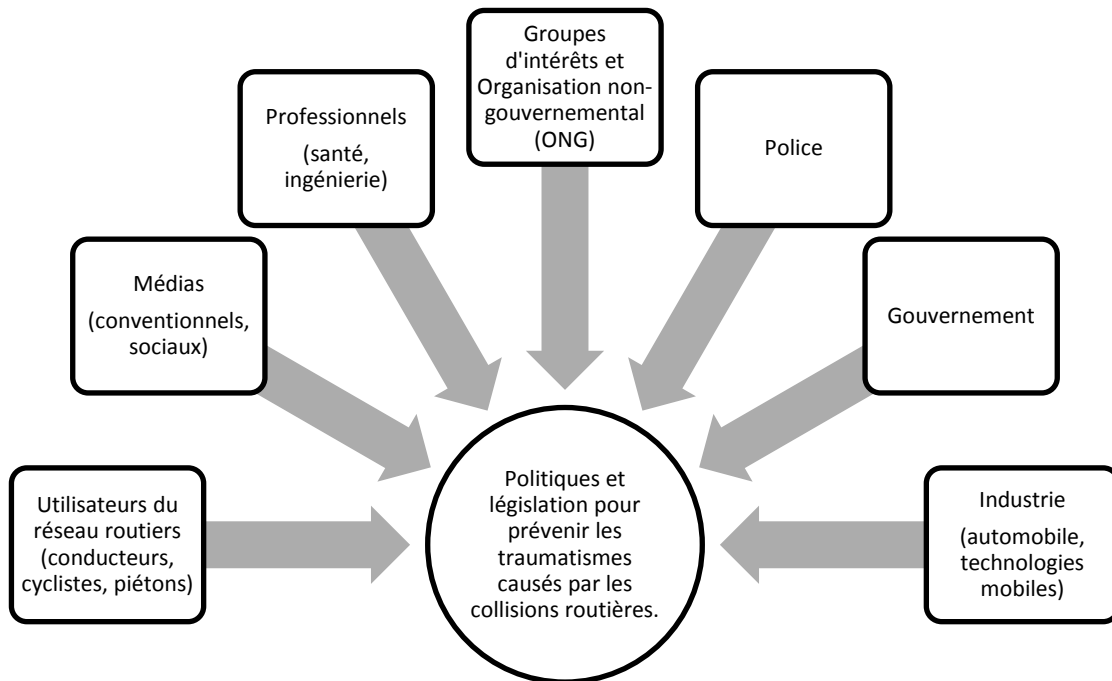 Groupes
d'intérêts et
Organisation non-
gouvernemental
(ONG)
Professionnels
(santé,
ingénierie)
Police
Médias
(conventionnels,
sociaux)
Gouvernement
Utilisateurs du
réseau routiers
(conducteurs,
cyclistes, piétons)
Politiques et
législation pour
prévenir les
traumatismes
causés par les
collisions routières.
Industrie
(automobile,
technologies
mobiles)